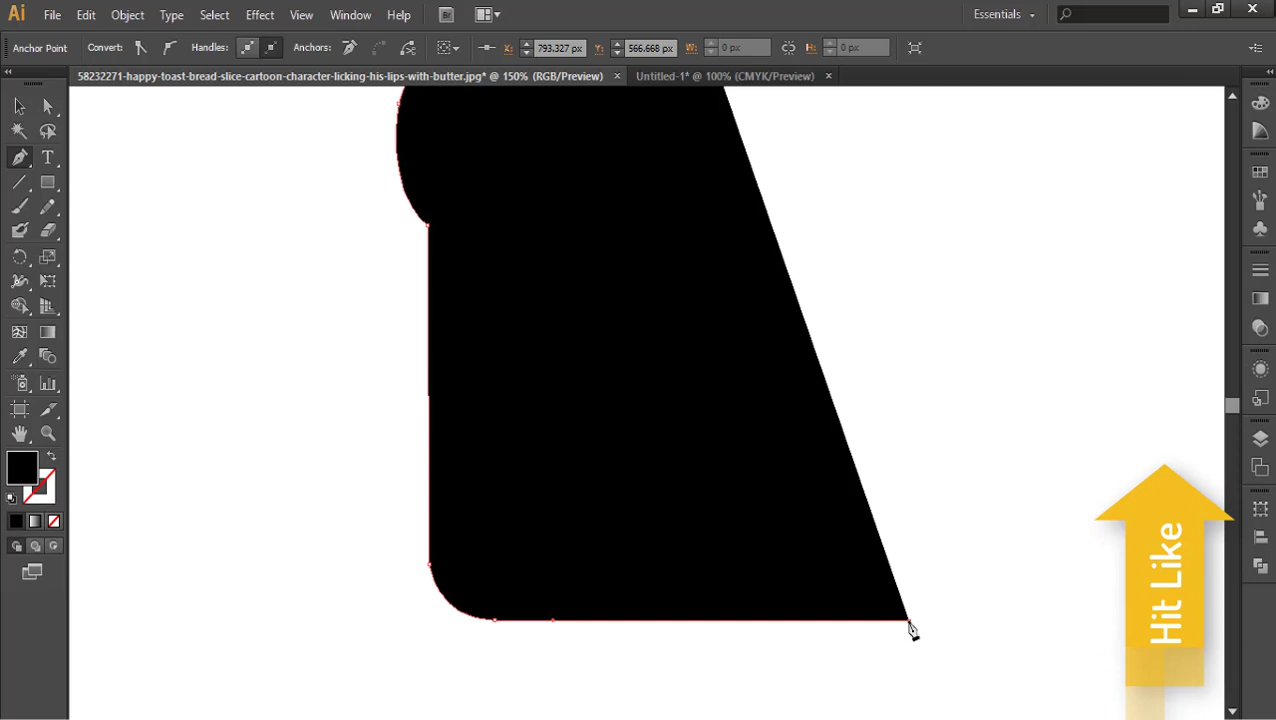 Ai File Edit Object Type Select Effect View Window Help Br Essentials
Anchor Point Convert: Handles: Anchors: X: 793.327 px Y: 566.668 px W: 0 px H: 0 px
58232271-happy-toast-bread-slice-cartoon-character-licking-his-lips-with-butter.jpg* @ 150% (RGB/Preview) Untitled-1* @ 100% (CMYK/Preview)
Hit Like